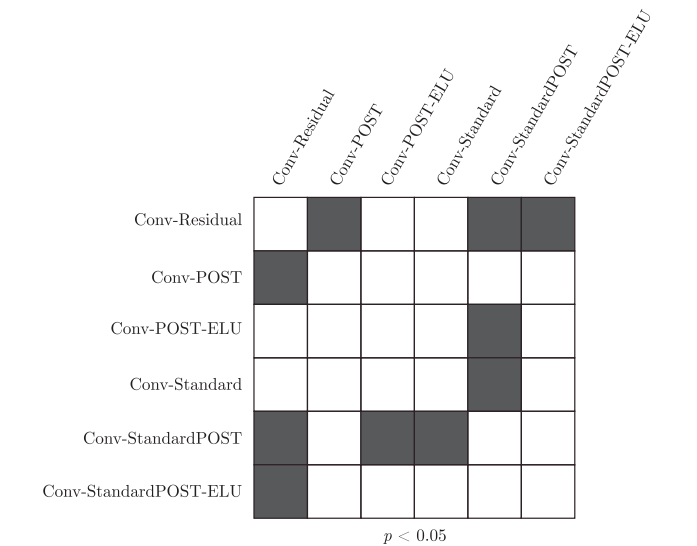 Conv-Residual
Conv-POST
Conv-POST-ELU
Conv-Standard
Conv-StandardPOST
Conv-StandardPOST-ELU
Conv-Residual
Conv-POST
Conv-POST-ELU
Conv-Standard
Conv-StandardPOST
Conv-StandardPOST-ELU
p < 0.05